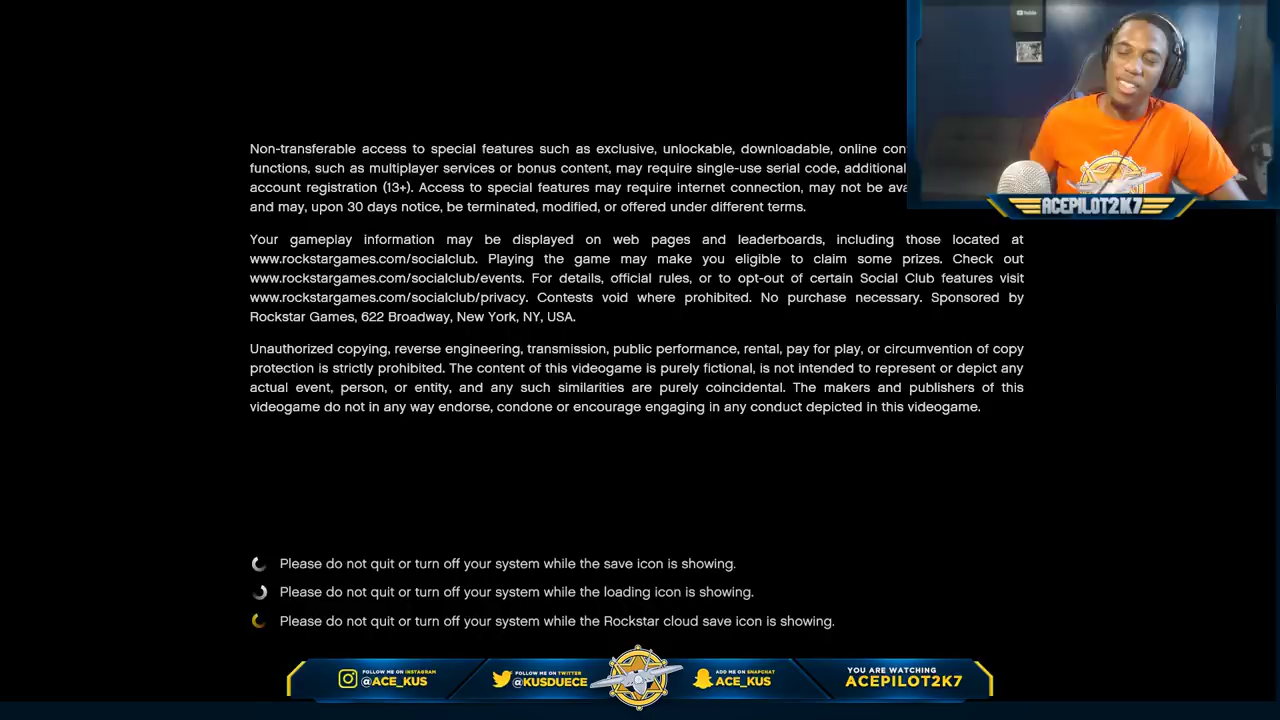 Non-transferable access to special features such as exclusive, unlockable, downloadable, online
functions, such as multiplayer services or bonus content, may require single-use serial code, additional
account registration (13+). Access to special features may require internet connection, may not be
and may, upon 30 days notice, be terminated, modified, or offered under different terms.
Your gameplay information may be displayed on web pages and leaderboards, including those located at
www.rockstargames.com/socialclub. Playing the game may make you eligible to claim some prizes. Check out
www.rockstargames.com/socialclub/events. For details, official rules, or to opt-out of certain Social Club features visit
www.rockstargames.com/socialclub/privacy. Contests void where prohibited. No purchase necessary. Sponsored by
Rockstar Games, 622 Broadway, New York, NY, USA.
Unauthorized copying, reverse engineering, transmission, public performance, rental, pay for play, or circumvention of copy
protection is strictly prohibited. The content of this videogame is purely fictional, is not intended to represent or depict any
actual event, person, or entity, and any such similarities are purely coincidental. The makers and publishers of this
videogame do not in any way endorse, condone or encourage engaging in any conduct depicted in this videogame.
Please do not quit or turn off your system while the save icon is showing.
Please do not quit or turn off your system while the loading icon is showing.
Please do not quit or turn off your system while the Rockstar cloud save icon is showing.
YouTube
ACEPILOT2K7
FOLLOW ME ON INSTAGRAM
@ACE_KUS
FOLLOW ME ON TWITTER
@KUSDUECE
ADD ME ON SNAPCHAT
ACE_KUS
YOU ARE WATCHING
ACEPILOT2K7